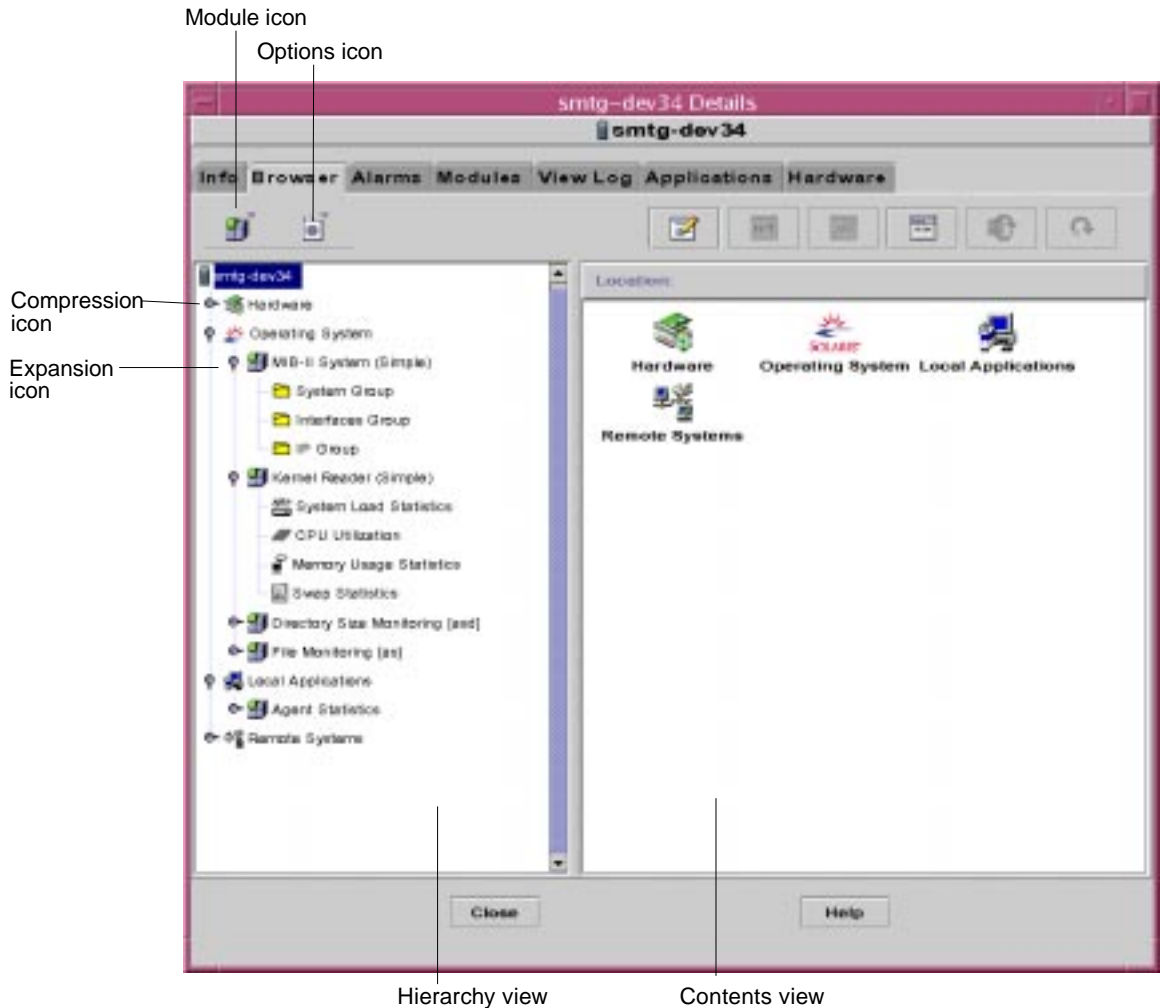 Module icon
Options icon
smtg-dev34 Details
smtg-dev34
Info Browser Alarms Modules View Log Applications Hardware
smtg-dev34
Location:
Compression
icon
Hardware
Operating System
Expansion
icon
MIB-II System (Simple)
System Group
Interfaces Group
IP Group
Kernel Reader (Simple)
System Load Statistics
CPU Utilization
Memory Usage Statistics
Swap Statistics
Directory Size Monitoring
File Monitoring
Local Applications
Agent Statistics
Remote Systems
Hardware
SOLARIS
Operating System
Local Applications
Remote Systems
Close
Help
Hierarchy view
Contents view